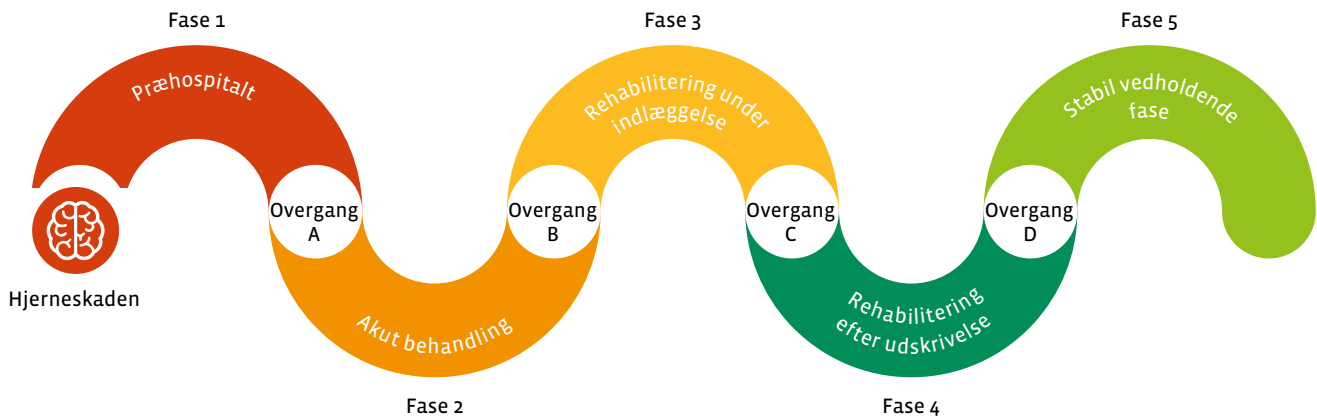 Fase 1
Fase 3
Fase 5
Præhospitalt
Rehabilitering under
indlæggelse
Stabil vedholdende
fase
Overgang
A
Overgang
B
Overgang
C
Overgang
D
Hjerneskaden
Akut behandling
Rehabilitering
efter udskrivelse
Fase 2
Fase 4